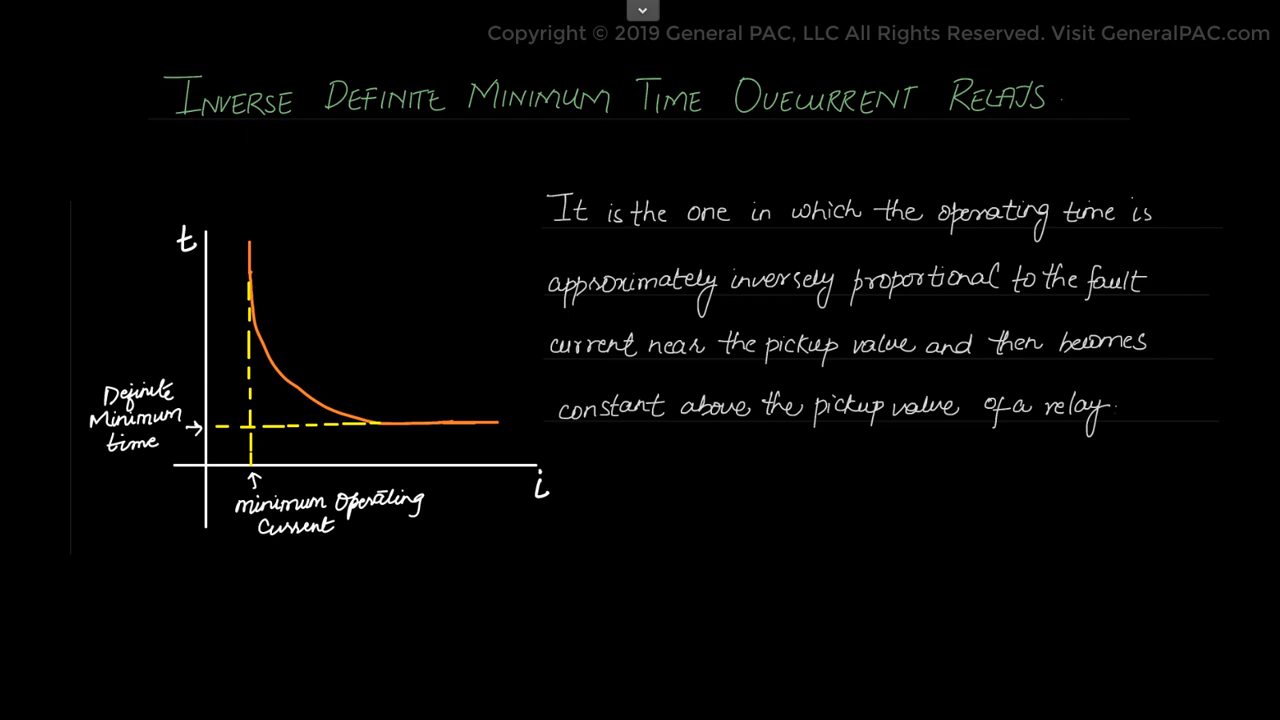 Copyright © 2019 General PAC, LLC All Rights Reserved. Visit GeneralPAC.com
INVERSE DEFINITE MINIMUM TIME OVECURRENT RELAYS
It is the one in which the operating time is
approximately inversely proportional to the fault
current near the pickup value and then becomes
constant above the pickup value of a relay.
t
Definite
Minimum
time
i
minimum Operating
Current